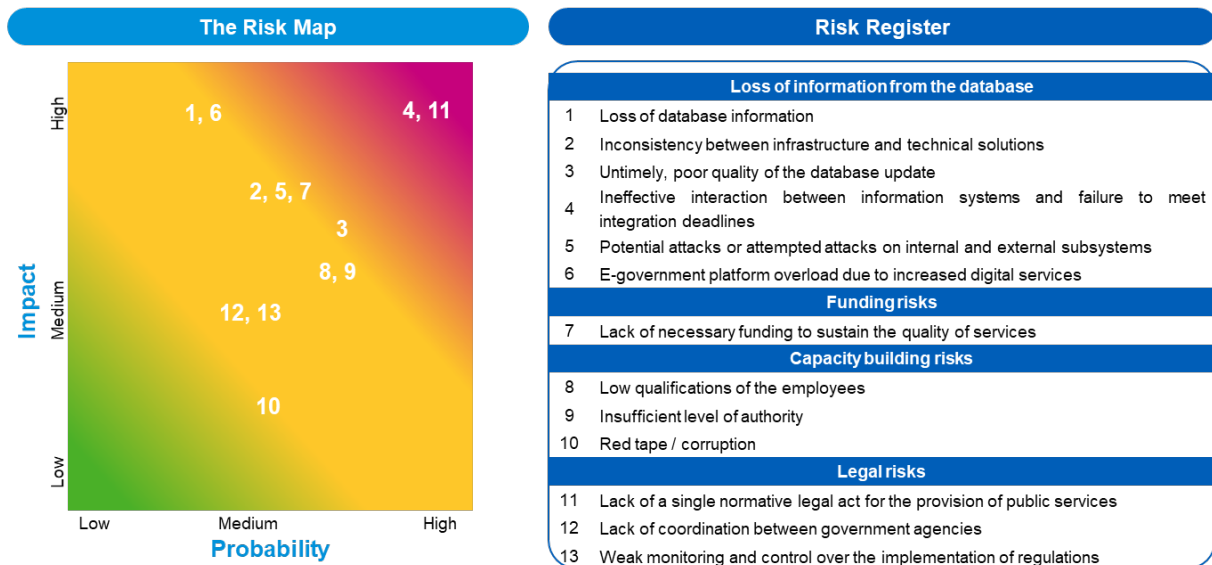 The Risk Map
High
1, 6
4, 11
2, 5, 7
3
8, 9
Medium
12, 13
10
Low
Impact
Low
Medium
High
Probability
Risk Register
Loss of information from the database
1 Loss of database information
2 Inconsistency between infrastructure and technical solutions
3 Untimely, poor quality of the database update
4 Ineffective interaction between information systems and failure to meet
integration deadlines
5 Potential attacks or attempted attacks on internal and external subsystems
6 E-government platform overload due to increased digital services
Funding risks
7 Lack of necessary funding to sustain the quality of services
Capacity building risks
8 Low qualifications of the employees
9 Insufficient level of authority
10 Red tape / corruption
Legal risks
11 Lack of a single normative legal act for the provision of public services
12 Lack of coordination between government agencies
13 Weak monitoring and control over the implementation of regulations